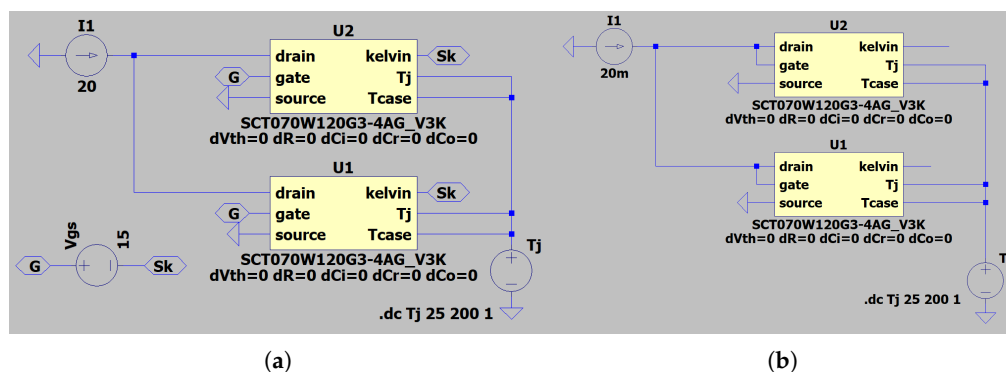 I1
20
U2
drain kelvin Sk
G gate Tj
source Tcase
SCT070W120G3-4AG_V3K
dVth=0 dR=0 dCi=0 dCr=0 dCo=0
U1
drain kelvin Sk
G gate Tj
source Tcase
SCT070W120G3-4AG_V3K
dVth=0 dR=0 dCi=0 dCr=0 dCo=0
Vgs 15
G Sk
Tj
.dc Tj 25 200 1
(a)
I1
20m
U2
drain kelvin
gate Tj
source Tcase
SCT070W120G3-4AG_V3K
dVth=0 dR=0 dCi=0 dCr=0 dCo=0
U1
drain kelvin
gate Tj
source Tcase
SCT070W120G3-4AG_V3K
dVth=0 dR=0 dCi=0 dCr=0 dCo=0
.dc Tj 25 200 1
(b)